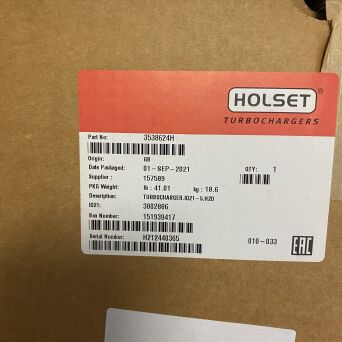 HOLSET
TURBOCHARGERS
Part No: 3538624H
Origin: GB
Date Packaged: 01-SEP-2021 QTY: 1
Supplier: 157589
PKG Weight: lb: 41.01 kg: 18.6
Description: TURBOCHARGER,ID21-5,H2D
ID21: 3802886
Box Number: 151939417
Serial Number: H212440365 010-033
EAC